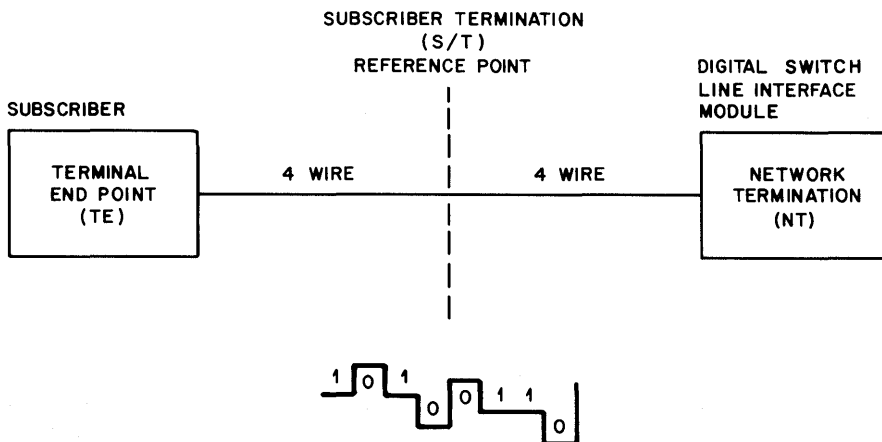 SUBSCRIBER TERMINATION
(S/T)
REFERENCE POINT
DIGITAL SWITCH
LINE INTERFACE
MODULE
SUBSCRIBER
TERMINAL
END POINT
(TE)
4 WIRE
4 WIRE
NETWORK
TERMINATION
(NT)
1 0 1 0 0 1 1 0